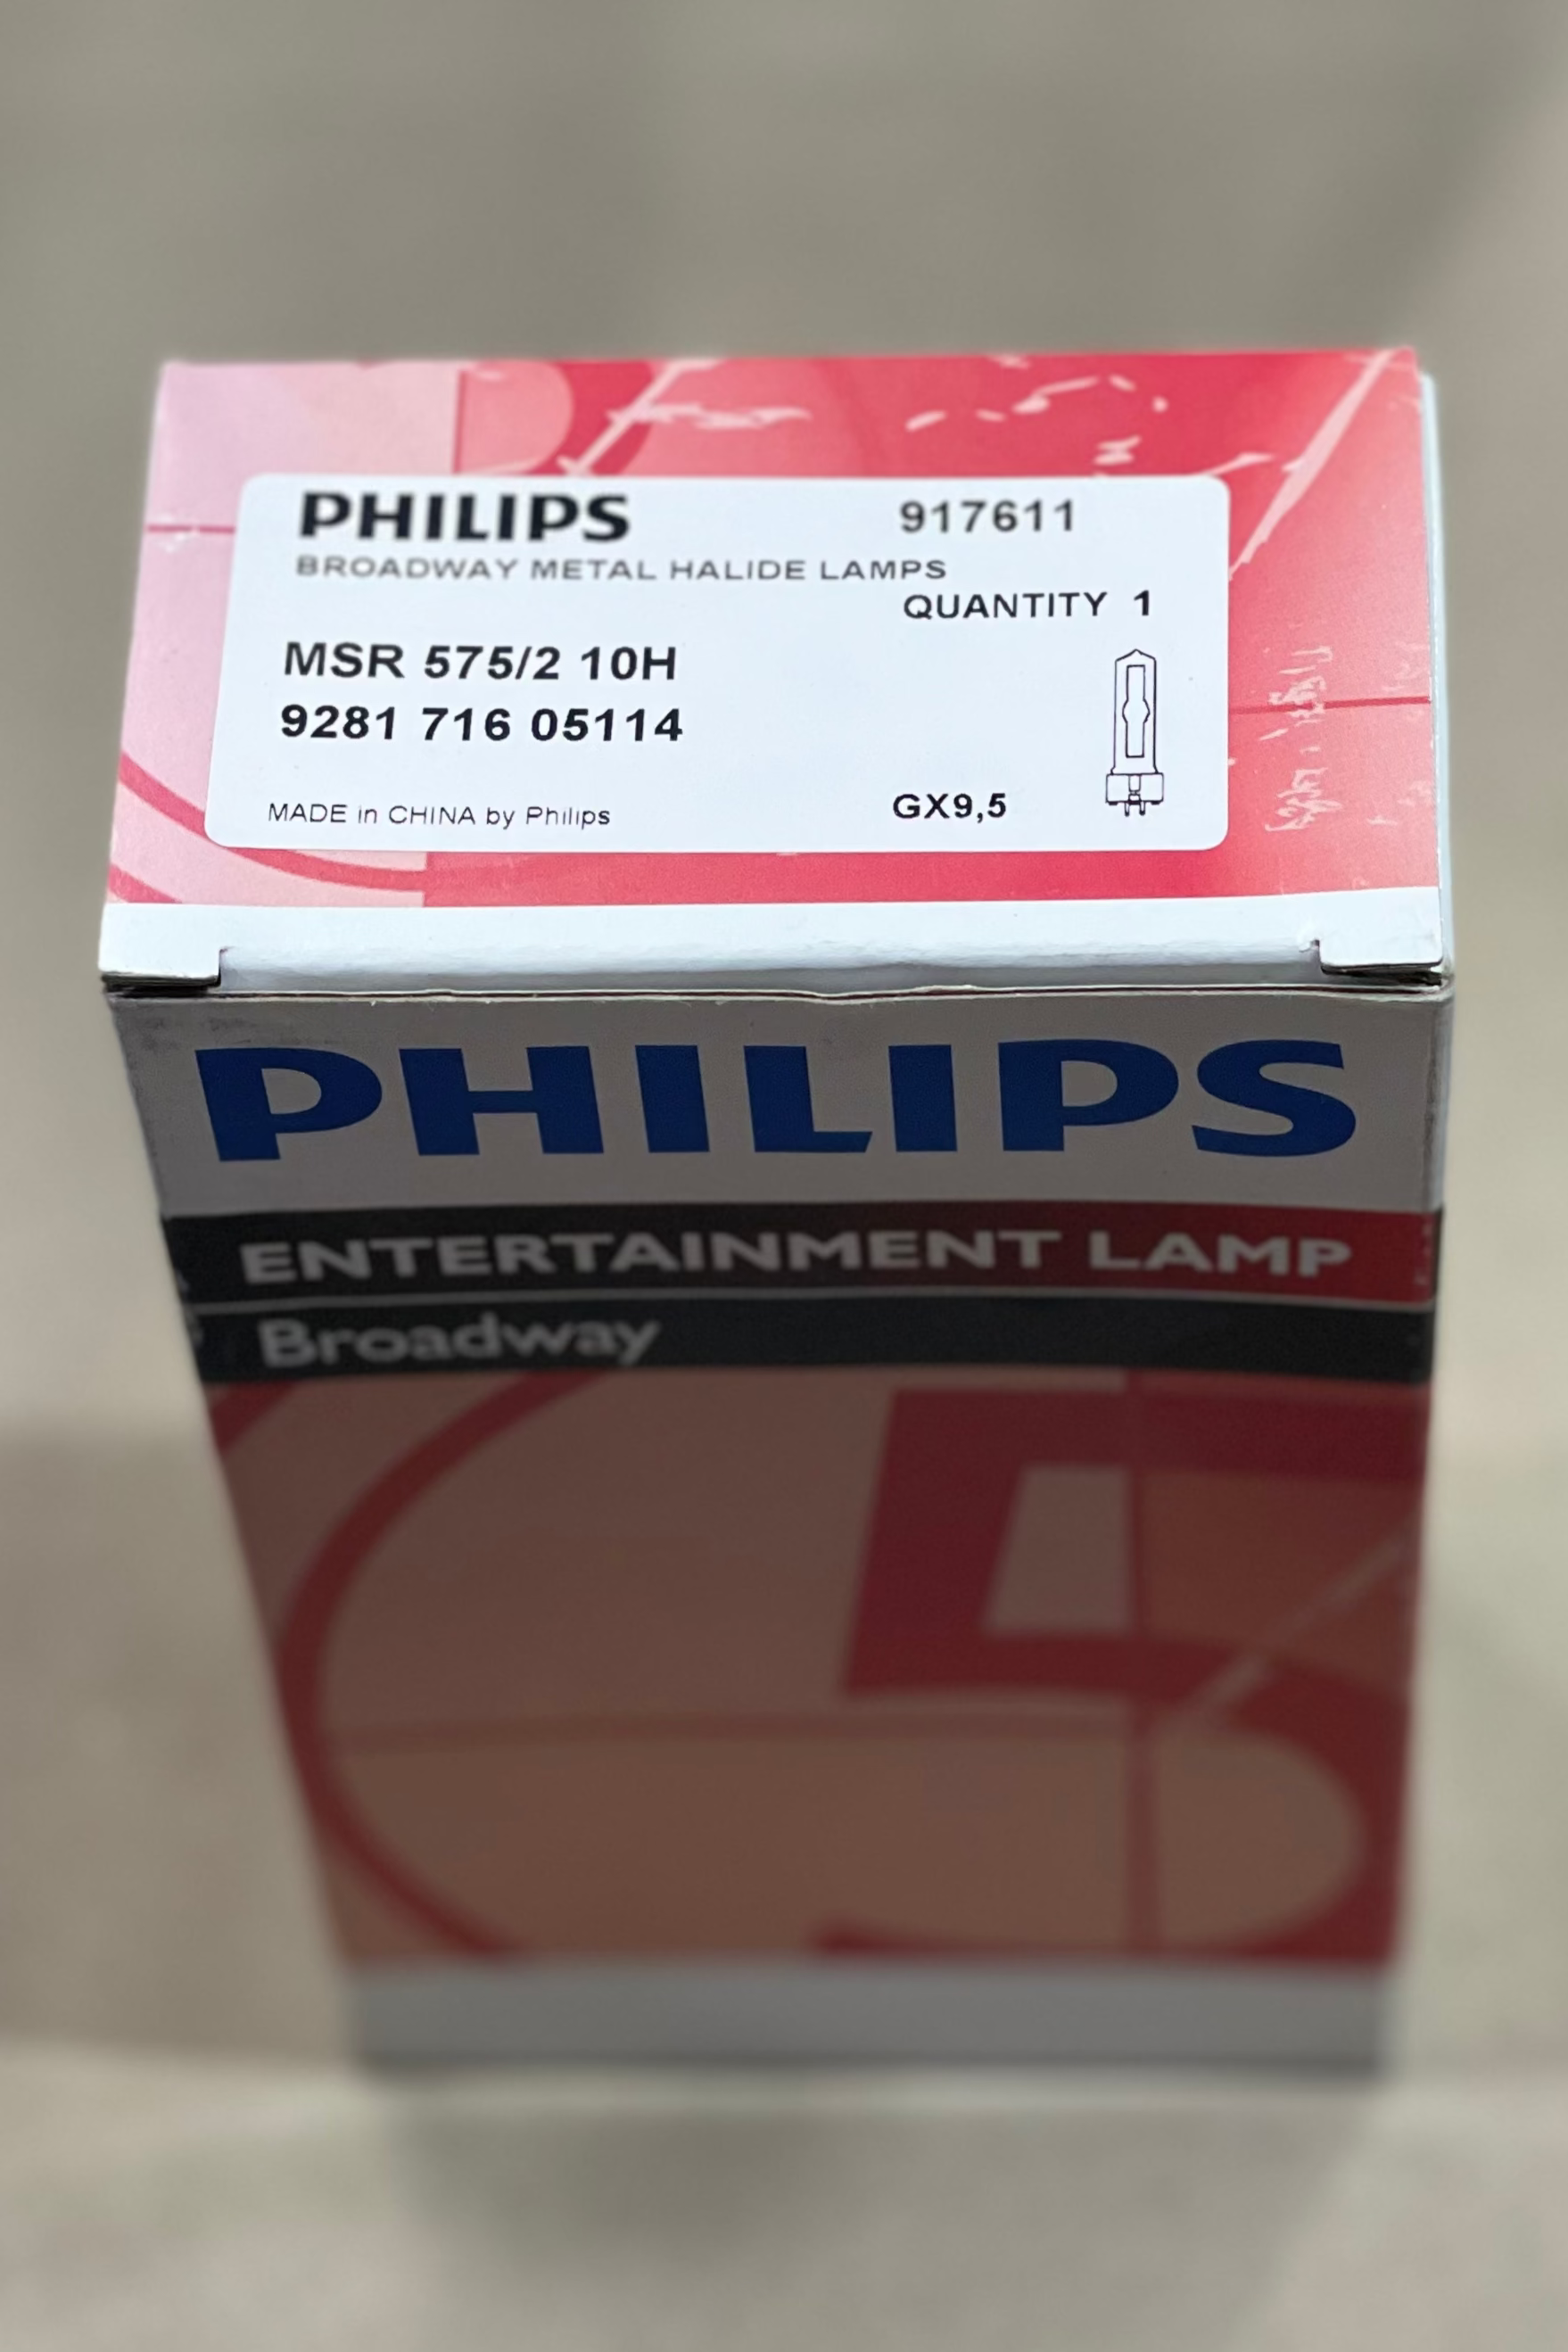 PHILIPS 917611
BROADWAY METAL HALIDE LAMPS
QUANTITY 1
MSR 575/2 10H
9281 716 05114
MADE in CHINA by Philips GX9,5
PHILIPS
ENTERTAINMENT LAMP
Broadway